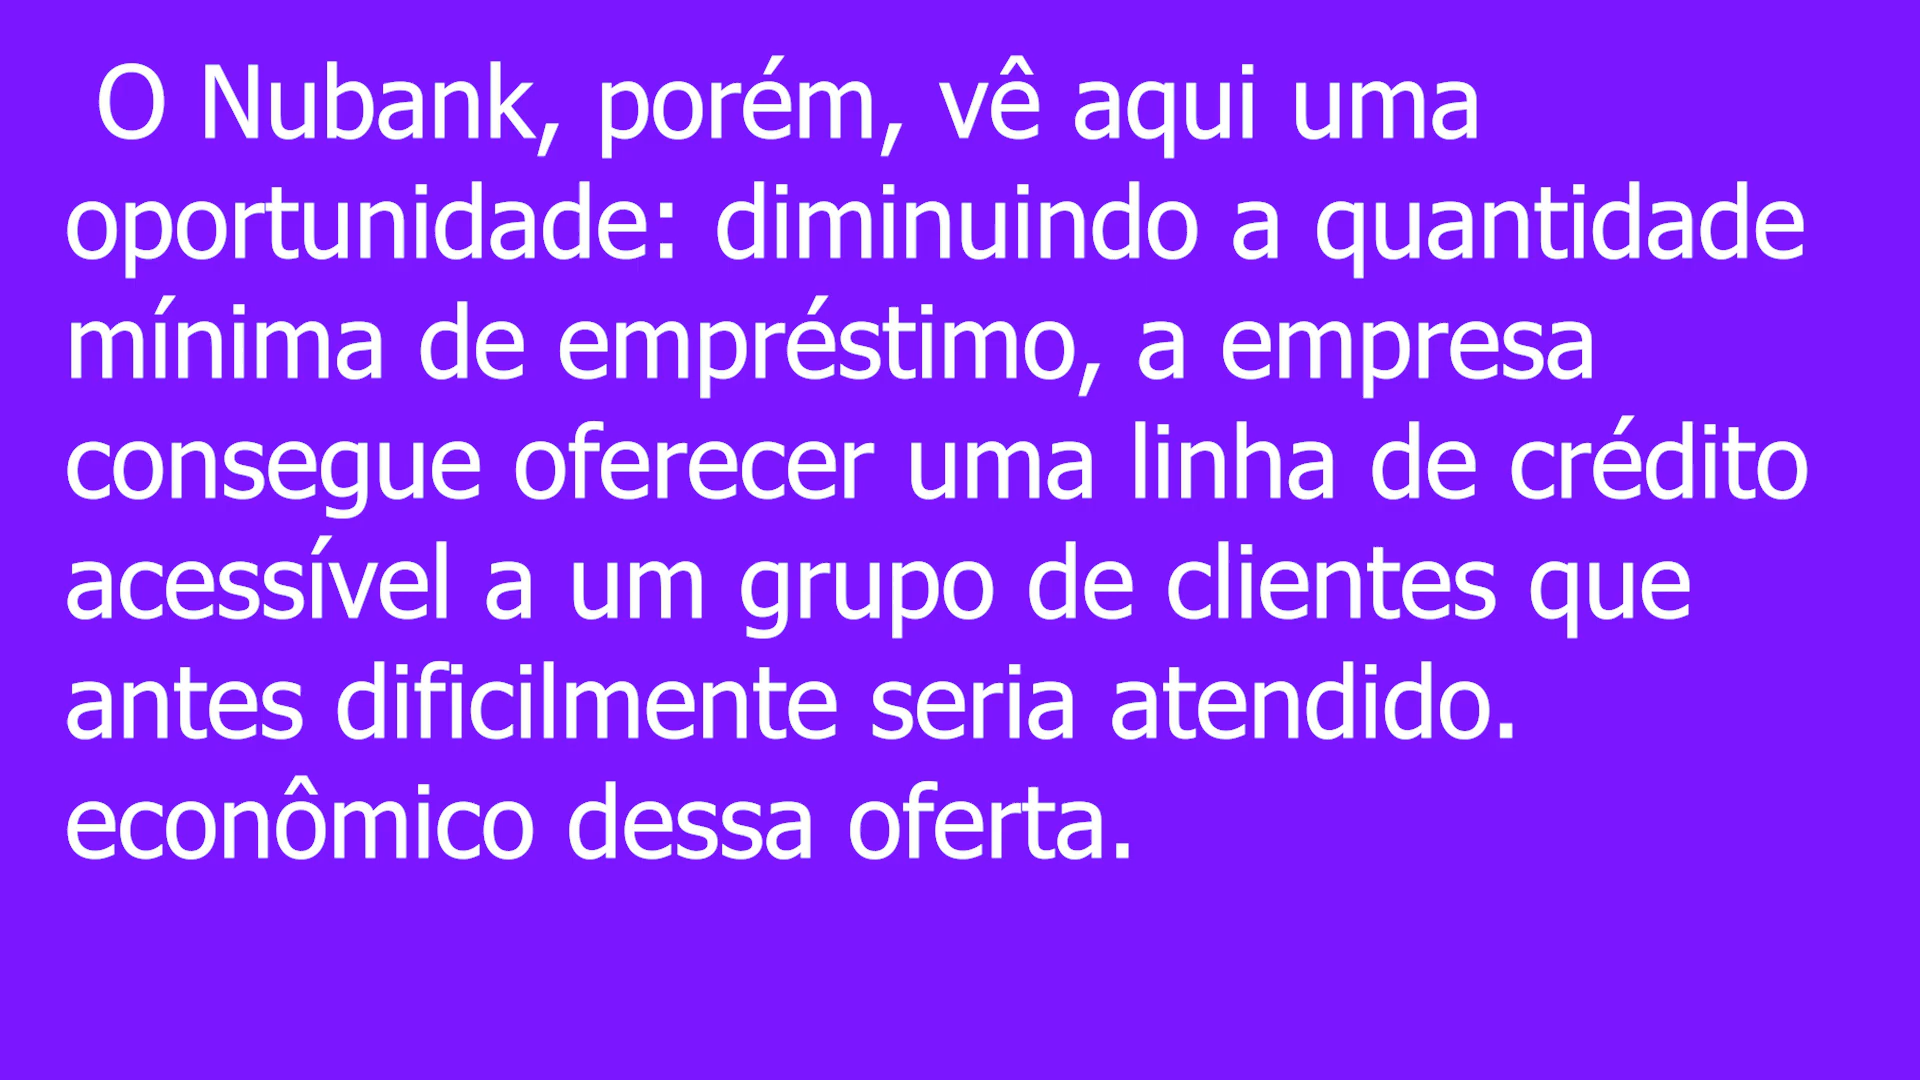 O Nubank, porém, vê aqui uma
oportunidade: diminuindo a quantidade
mínima de empréstimo, a empresa
consegue oferecer uma linha de crédito
acessível a um grupo de clientes que
antes dificilmente seria atendido.
econômico dessa oferta.